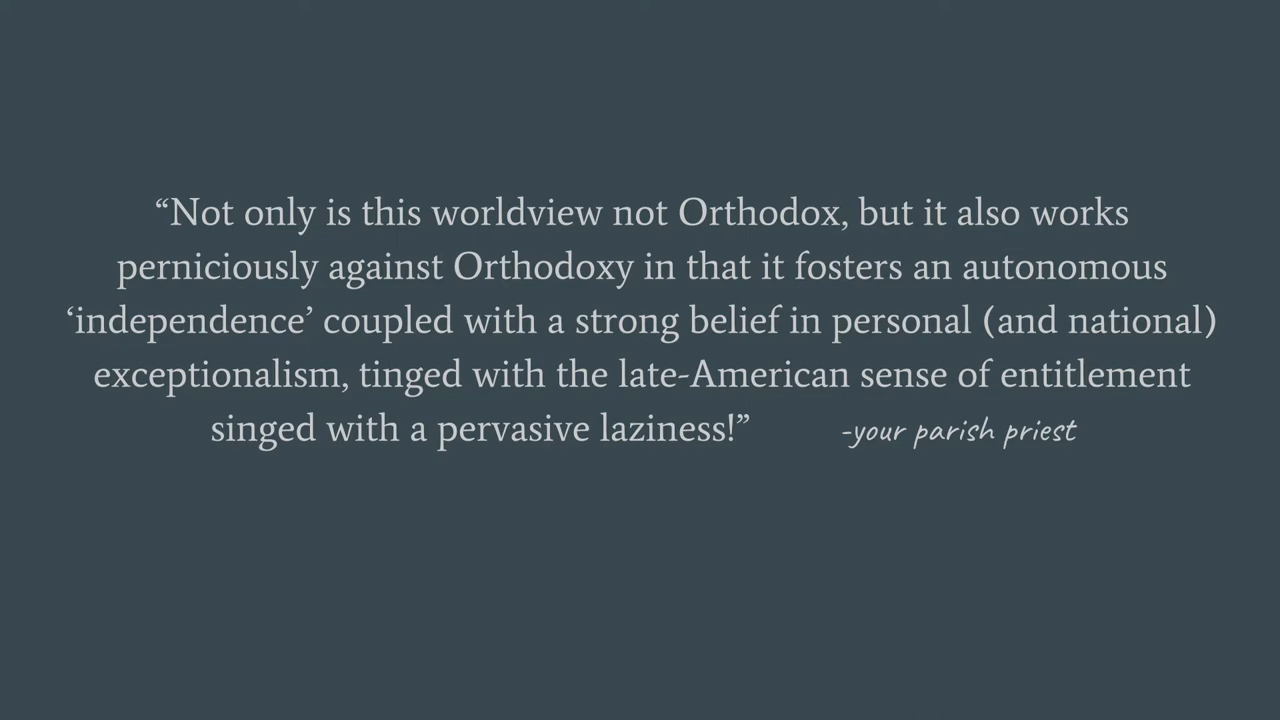 “Not only is this worldview not Orthodox, but it also works
perniciously against Orthodoxy in that it fosters an autonomous
‘independence’ coupled with a strong belief in personal (and national)
exceptionalism, tinged with the late-American sense of entitlement
singed with a pervasive laziness!” -your parish priest